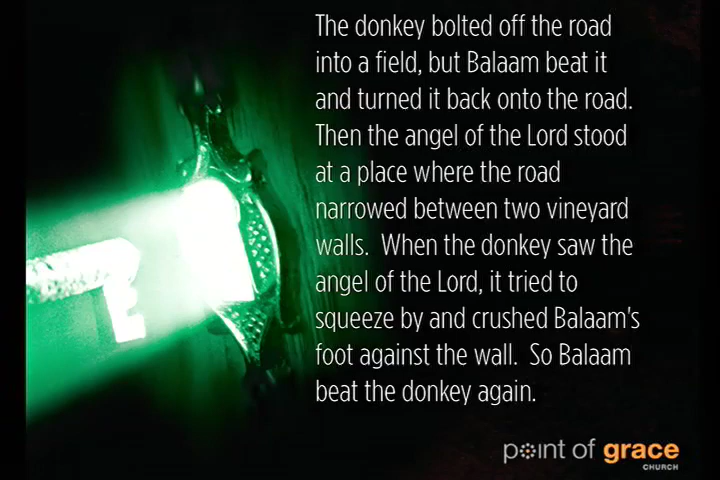 The donkey bolted off the road
into a field, but Balaam beat it
and turned it back onto the road.
Then the angel of the Lord stood
at a place where the road
narrowed between two vineyard
walls.  When the donkey saw the
angel of the Lord, it tried to
squeeze by and crushed Balaam's
foot against the wall.  So Balaam
beat the donkey again.
point of grace
CHURCH